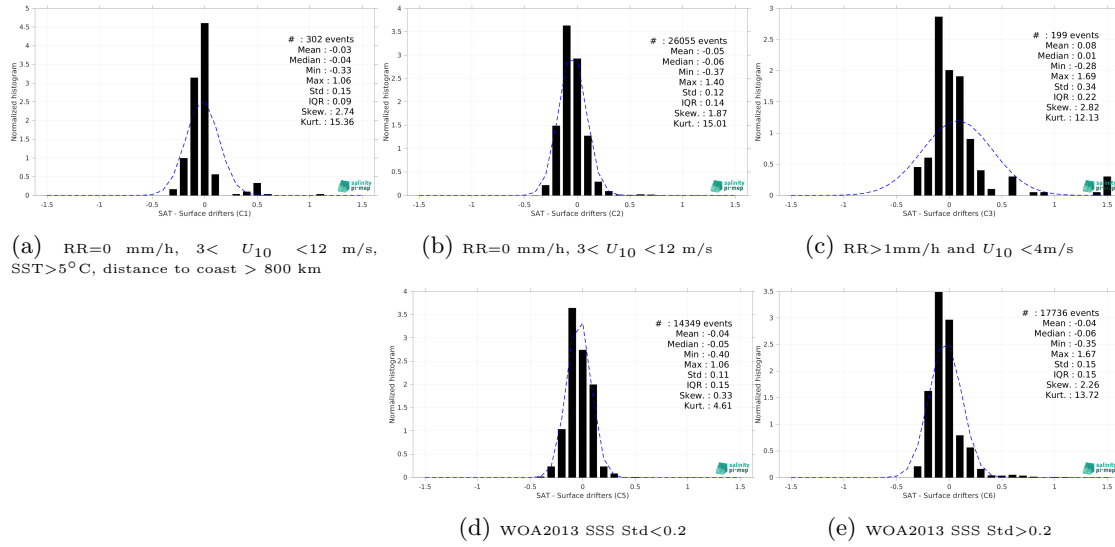 5
4.5
4
3.5
3
2.5
2
1.5
1
0.5
0
Normalized histogram
# : 302 events
Mean : -0.03
Median : -0.04
Min : -0.33
Max : 1.06
Std : 0.15
IQR : 0.09
Skew. : 2.74
Kurt. : 15.36
salinity
pi-mep
-1.5 -1 -0.5 0 0.5 1 1.5
SAT - Surface drifters (C1)
(a) RR=0 mm/h, 3< U10 <12 m/s,
SST>5°C, distance to coast > 800 km
4
3.5
3
2.5
2
1.5
1
0.5
0
Normalized histogram
# : 26055 events
Mean : -0.05
Median : -0.06
Min : -0.37
Max : 1.40
Std : 0.12
IQR : 0.14
Skew. : 1.87
Kurt. : 15.01
salinity
pi-mep
-1.5 -1 -0.5 0 0.5 1 1.5
SAT - Surface drifters (C2)
(b) RR=0 mm/h, 3< U10 <12 m/s
3
2.5
2
1.5
1
0.5
0
Normalized histogram
# : 199 events
Mean : 0.08
Median : 0.01
Min : -0.28
Max : 1.69
Std : 0.34
IQR : 0.22
Skew. : 2.82
Kurt. : 12.13
salinity
pi-mep
-1.5 -1 -0.5 0 0.5 1 1.5
SAT - Surface drifters (C3)
(c) RR>1mm/h and U10 <4m/s
4
3.5
3
2.5
2
1.5
1
0.5
0
Normalized histogram
# : 14349 events
Mean : -0.04
Median : -0.05
Min : -0.40
Max : 1.06
Std : 0.11
IQR : 0.15
Skew. : 0.33
Kurt. : 4.61
salinity
pi-mep
-1.5 -1 -0.5 0 0.5 1 1.5
SAT - Surface drifters (C5)
(d) WOA2013 SSS Std<0.2
3.5
3
2.5
2
1.5
1
0.5
0
Normalized histogram
# : 17736 events
Mean : -0.04
Median : -0.06
Min : -0.35
Max : 1.67
Std : 0.15
IQR : 0.15
Skew. : 2.26
Kurt. : 13.72
salinity
pi-mep
-1.5 -1 -0.5 0 0.5 1 1.5
SAT - Surface drifters (C6)
(e) WOA2013 SSS Std>0.2